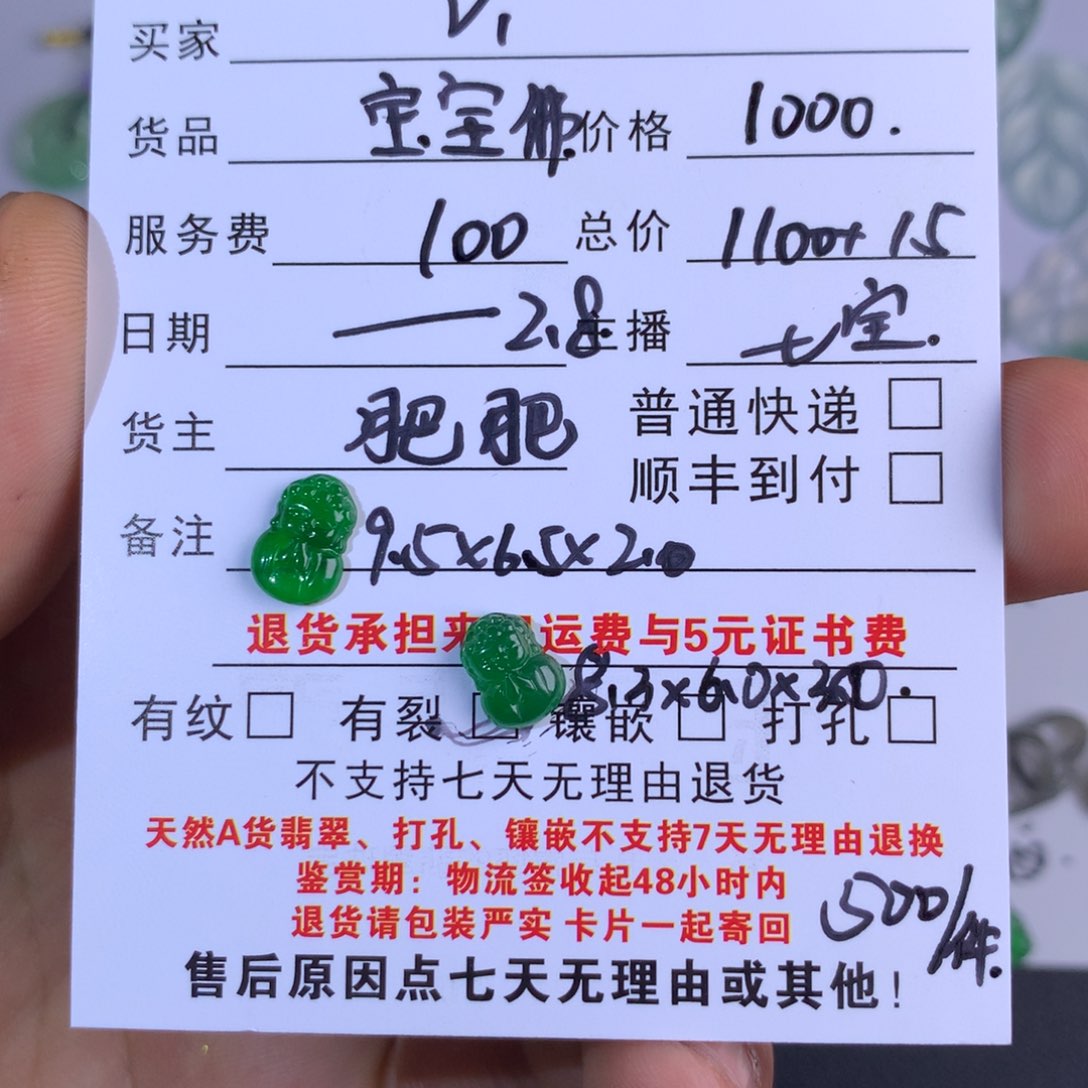 买家 V1
货品 宝宝佛 价格 1000.
服务费 100 总价 1100+15
日期 一 2.8 主播 七宝.
货主 肥肥 普通快递
顺丰到付
备注 9.5×6.5×2.0
退货承担来回运费与5元证书费
8.3×6.0×3.0.
有纹 有裂 镶嵌 打孔
不支持七天无理由退货
天然A货翡翠、打孔、镶嵌不支持7天无理由退换
鉴赏期：物流签收起48小时内
退货请包装严实 卡片一起寄回
500/件.
售后原因点七天无理由或其他！